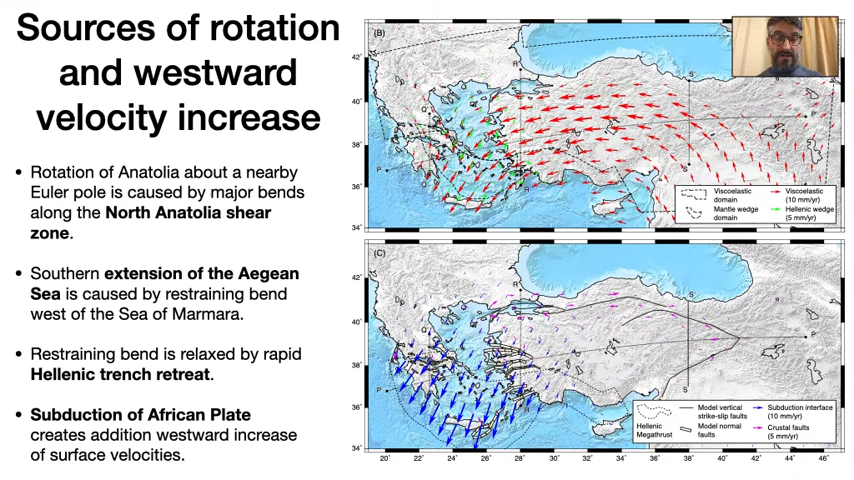 Sources of rotation
and westward
velocity increase
• Rotation of Anatolia about a nearby
Euler pole is caused by major bends
along the North Anatolia shear
zone.
• Southern extension of the Aegean
Sea is caused by restraining bend
west of the Sea of Marmara.
• Restraining bend is relaxed by rapid
Hellenic trench retreat.
• Subduction of African Plate
creates addition westward increase
of surface velocities.
(B)
42˚
40˚
38˚
36˚
34˚
D
Q
P
R
S
P
Q
R
S
Viscoelastic
domain
Mantle wedge
domain
Viscoelastic
(10 mm/yr)
Hellenic wedge
(5 mm/yr)
(C)
42˚
40˚
38˚
36˚
34˚
D
Q
P
R
S
P
S
Hellenic
Megathrust
Model vertical
strike-slip faults
Model normal
faults
Subduction interface
(10 mm/yr)
Crustal faults
(5 mm/yr)
20˚ 22˚ 24˚ 26˚ 28˚ 30˚ 32˚ 34˚ 36˚ 38˚ 40˚ 42˚ 44˚ 46˚